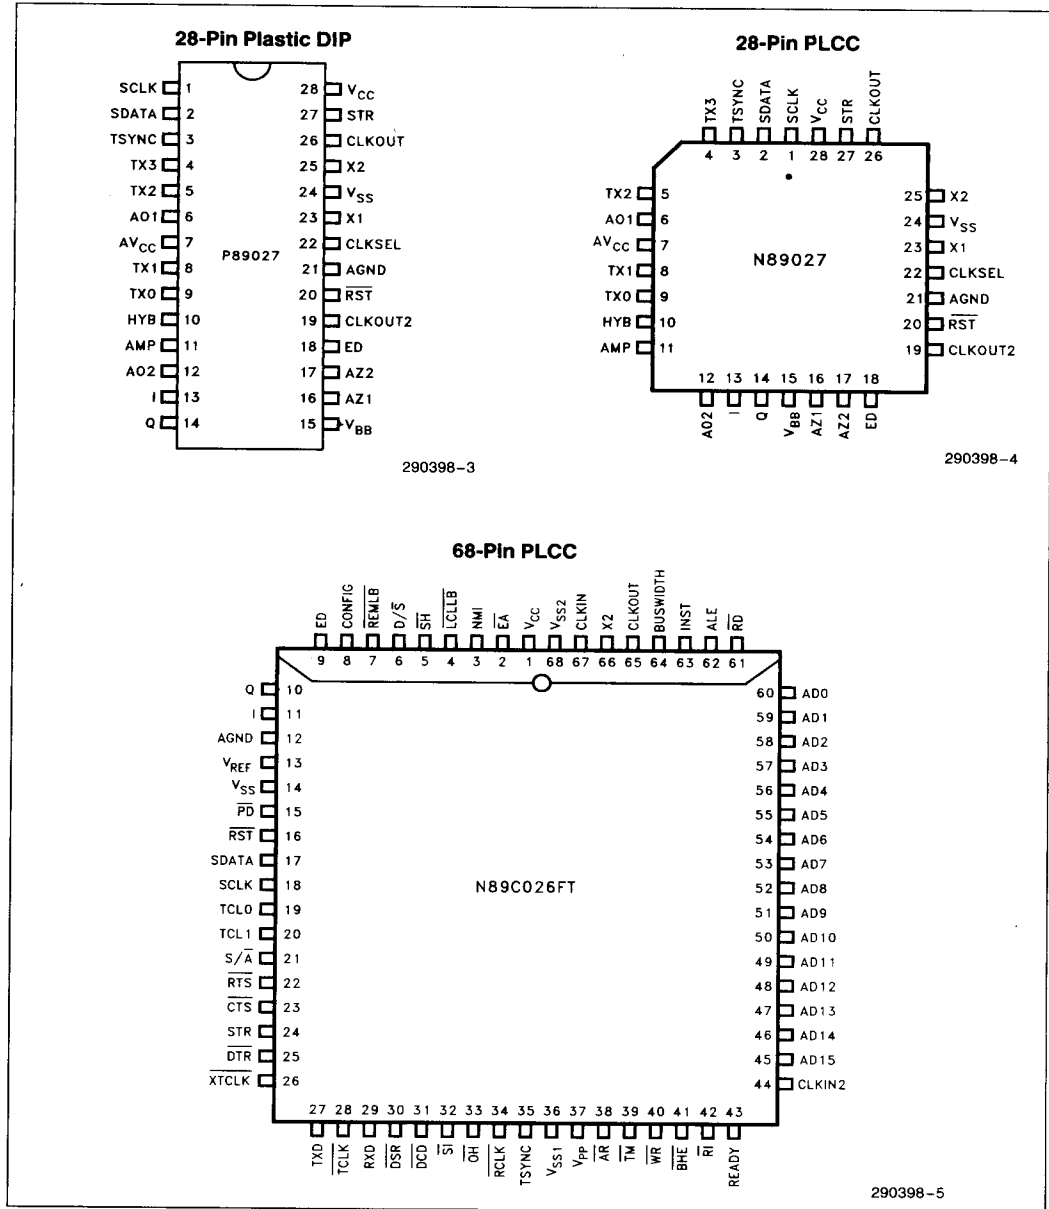 28-Pin Plastic DIP
SCLK 1 28 VCC
SDATA 2 27 STR
TSYNC 3 26 CLKOUT
TX3 4 25 X2
TX2 5 24 VSS
AO1 6 23 X1
AVCC 7 22 CLKSEL
P89027
TX1 8 21 AGND
TX0 9 20 RST
HYB 10 19 CLKOUT2
AMP 11 18 ED
AO2 12 17 AZ2
I 13 16 AZ1
Q 14 15 VBB
290398-3
28-Pin PLCC
TX3 TSYNC SDATA SCLK VCC STR CLKOUT
4 3 2 1 28 27 26
TX2 5 25 X2
AO1 6 24 VSS
AVCC 7 23 X1
N89027
TX1 8 22 CLKSEL
TX0 9 21 AGND
HYB 10 20 RST
AMP 11 19 CLKOUT2
12 13 14 15 16 17 18
AO2 I Q VBB AZ1 AZ2 ED
290398-4
68-Pin PLCC
ED CONFIG REMLB D/S SH LCLLB NMI EA VCC VSS2 CLKIN X2 CLKOUT BUSWIDTH INST ALE RD
9 8 7 6 5 4 3 2 1 68 67 66 65 64 63 62 61
Q 10 60 AD0
I 11 59 AD1
AGND 12 58 AD2
VREF 13 57 AD3
VSS 14 56 AD4
PD 15 55 AD5
RST 16 54 AD6
SDATA 17 53 AD7
SCLK 18 52 AD8
N89C026FT
TCL0 19 51 AD9
TCL1 20 50 AD10
S/A 21 49 AD11
RTS 22 48 AD12
CTS 23 47 AD13
STR 24 46 AD14
DTR 25 45 AD15
XTCLK 26 44 CLKIN2
27 28 29 30 31 32 33 34 35 36 37 38 39 40 41 42 43
TXD TCLK RXD DSR DCD SI OH RCLK TSYNC VSS1 VPP AR TM WR BHE RI READY
290398-5